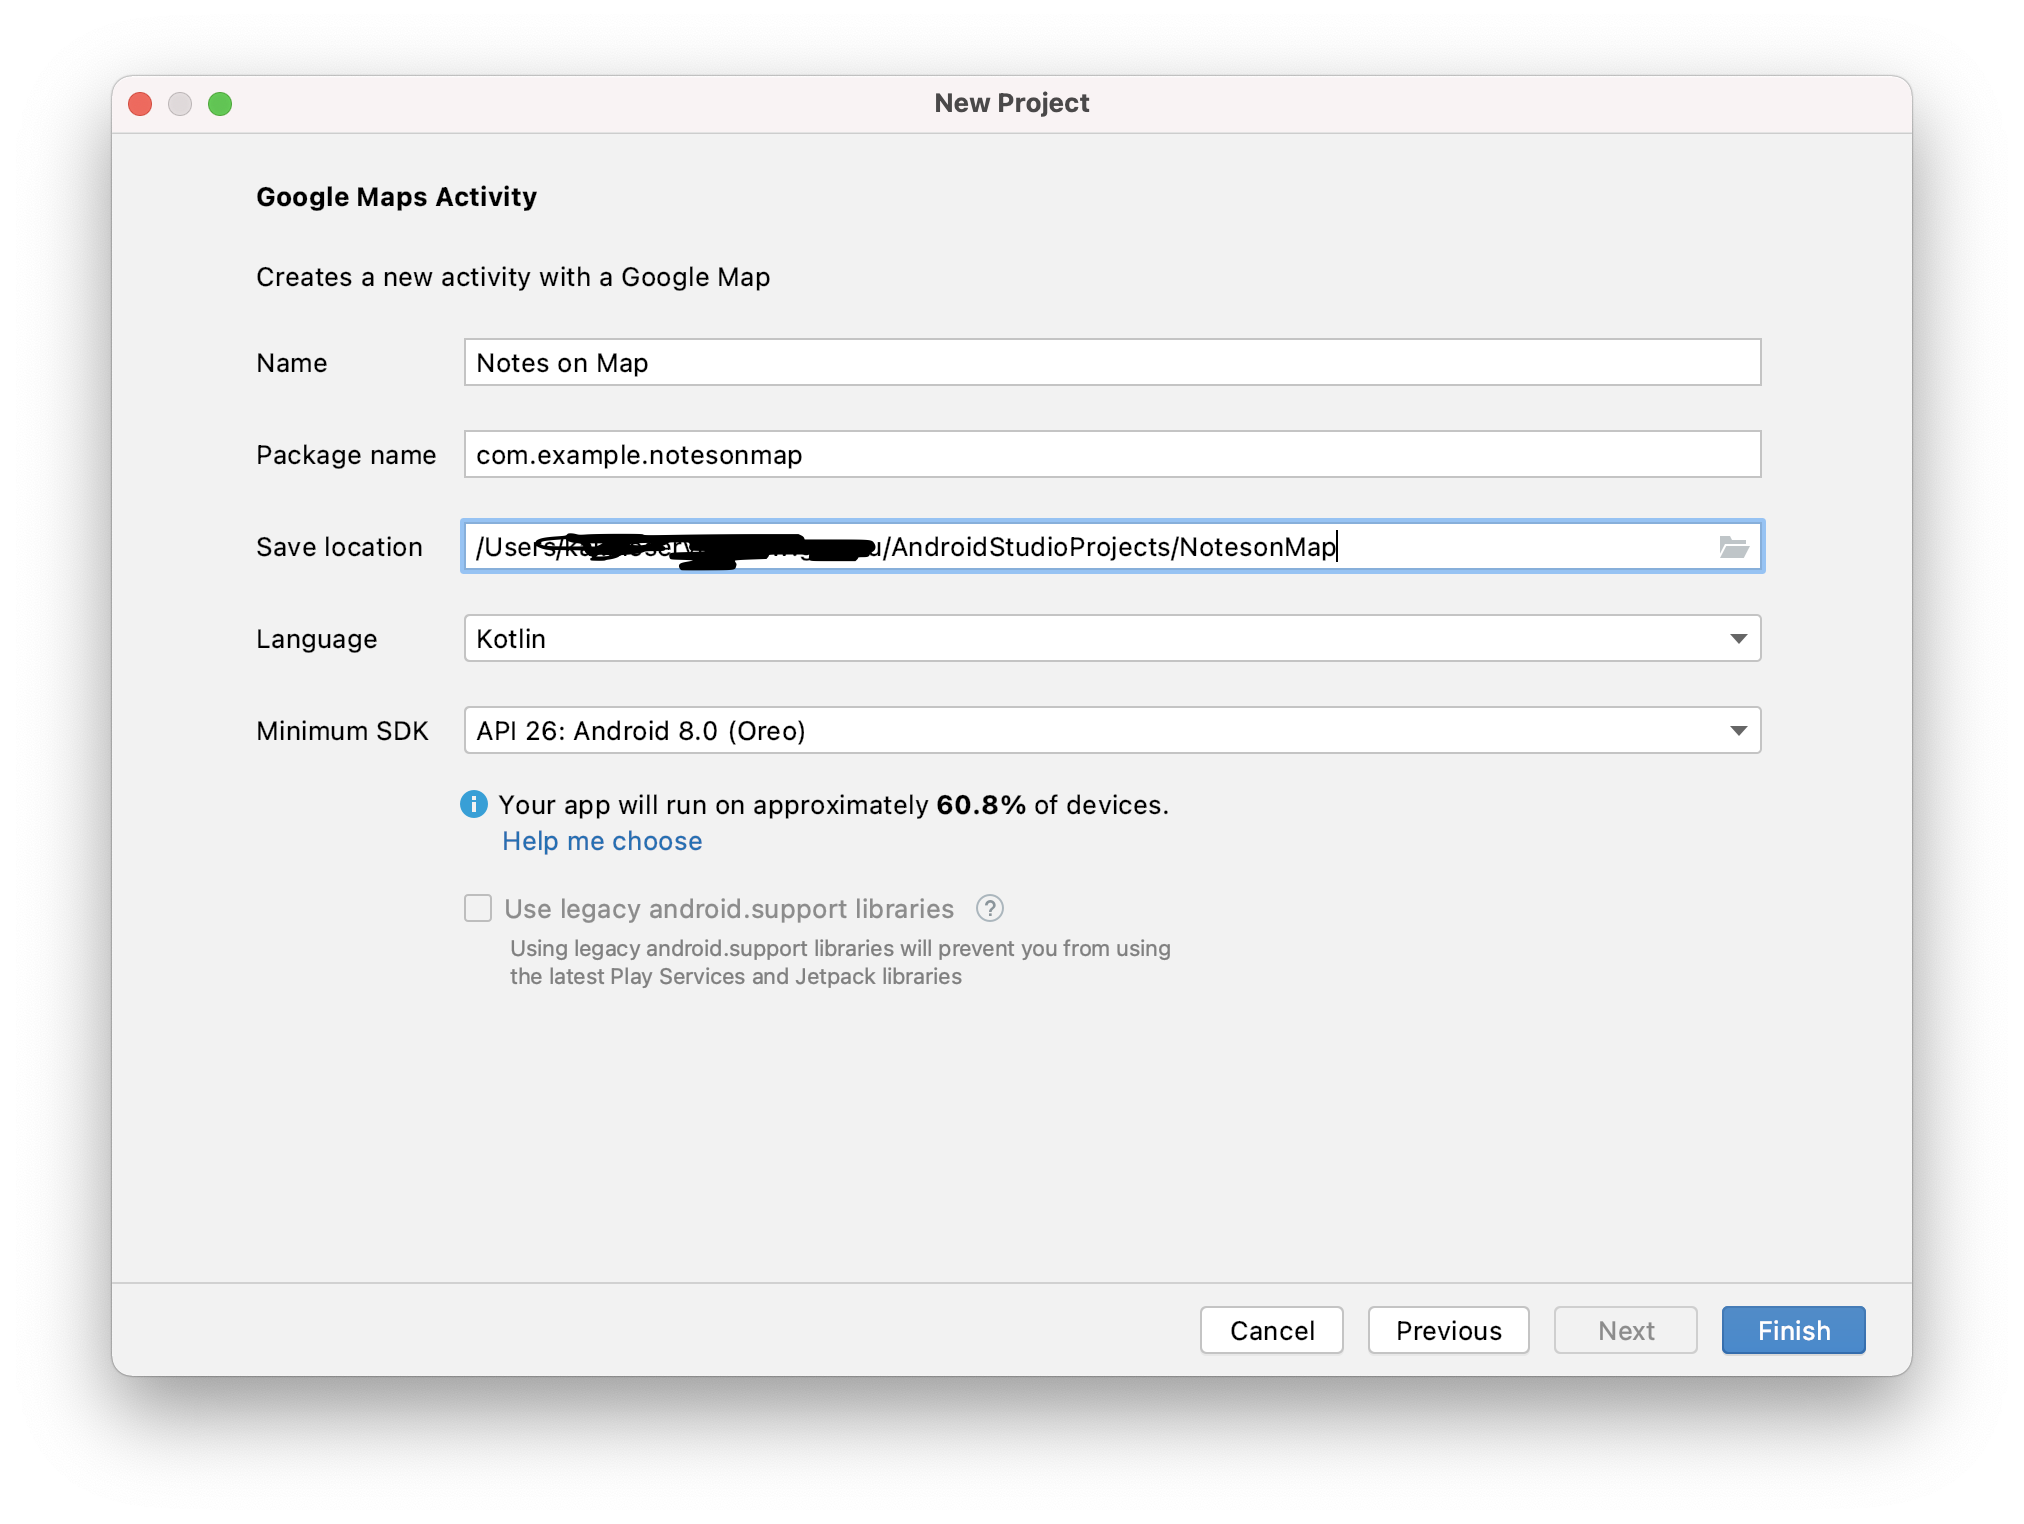 New Project
Google Maps Activity
Creates a new activity with a Google Map
Name
Notes on Map
Package name
com.example.notesonmap
Save location
/Users/ /AndroidStudioProjects/NotesonMap
Language
Kotlin
Minimum SDK
API 26: Android 8.0 (Oreo)
Your app will run on approximately 60.8% of devices.
Help me choose
Use legacy android.support libraries ?
Using legacy android.support libraries will prevent you from using
the latest Play Services and Jetpack libraries
Cancel Previous Next Finish